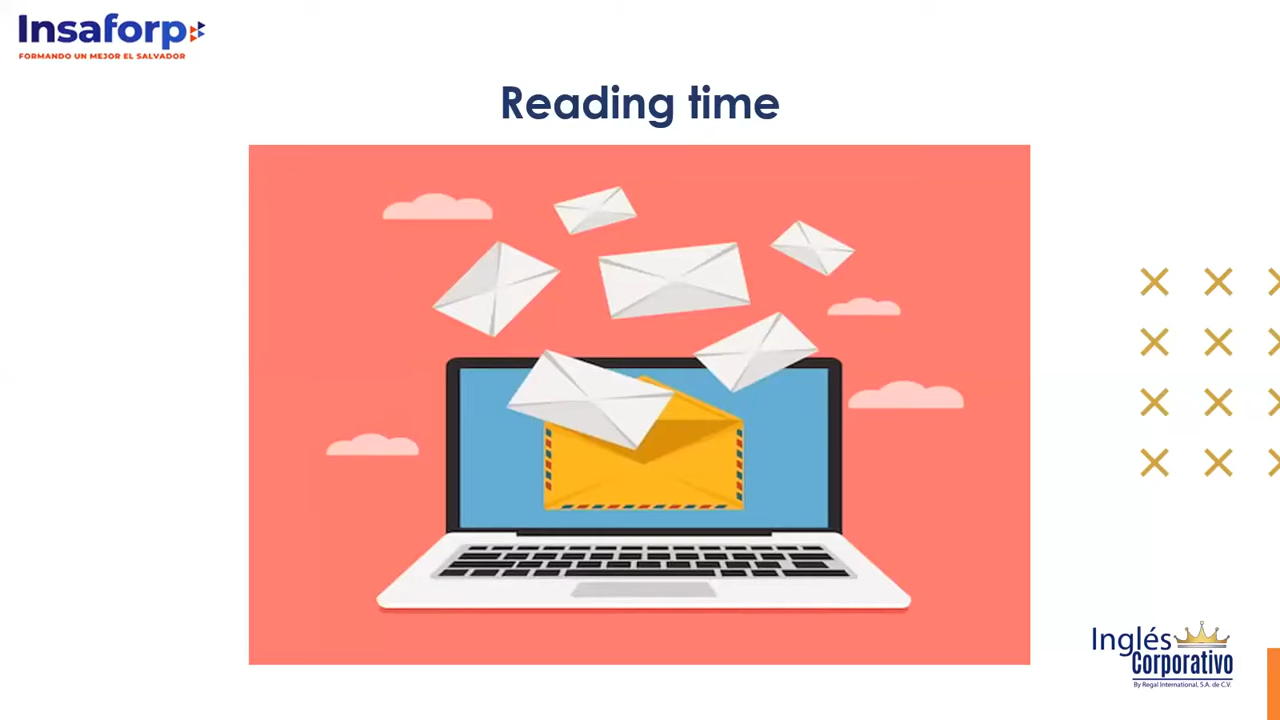 Insaforp
FORMANDO UN MEJOR EL SALVADOR
Reading time
Inglés
Corporativo
By Regal International, S.A. de C.V.